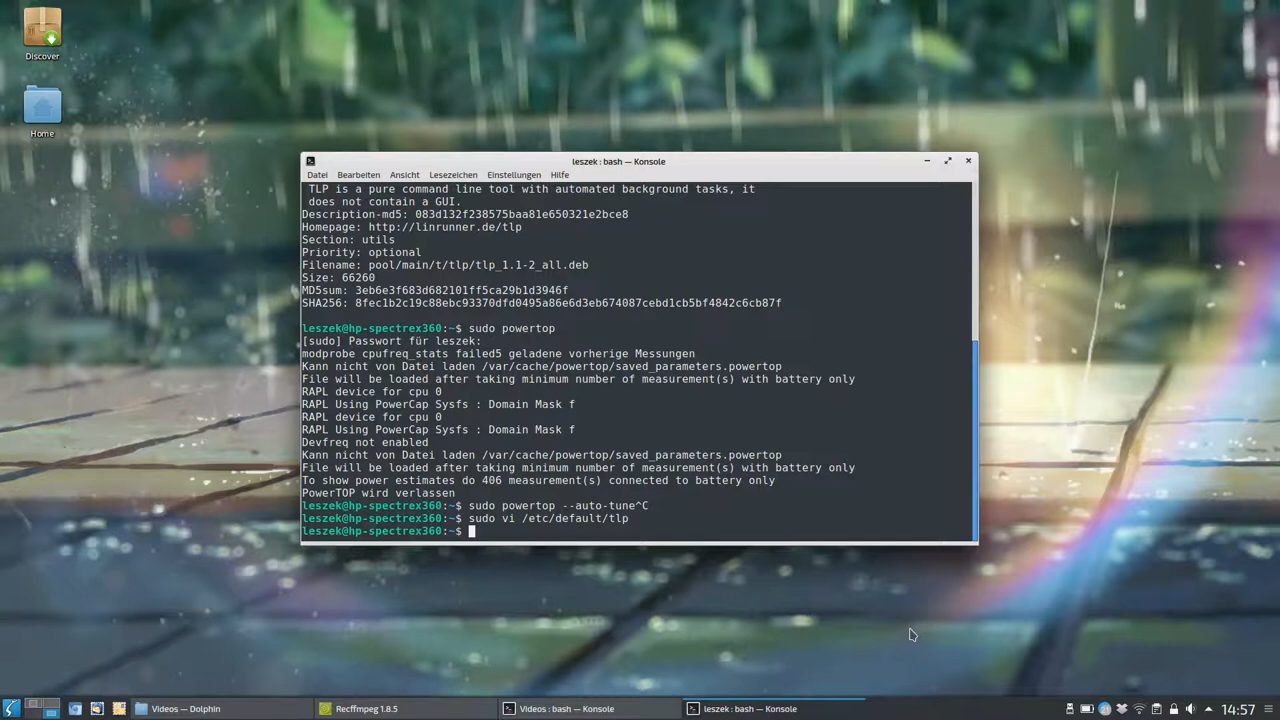 Discover
Home
leszek : bash — Konsole
Datei Bearbeiten Ansicht Lesezeichen Einstellungen Hilfe
TLP is a pure command line tool with automated background tasks, it
does not contain a GUI.
Description-md5: 083d132f238575baa81e650321e2bce8
Homepage: http://linrunner.de/tlp
Section: utils
Priority: optional
Filename: pool/main/t/tlp/tlp_1.1-2_all.deb
Size: 66260
MD5sum: 3eb6e3f683d682101ff5ca29b1d3946f
SHA256: 8fec1b2c19c88ebc93370dfd0495a86e6d3eb674087cebd1cb5bf4842c6cb87f
leszek@hp-spectrex360:~$ sudo powertop
[sudo] Passwort für leszek:
modprobe cpufreq_stats failed5 geladene vorherige Messungen
Kann nicht von Datei laden /var/cache/powertop/saved_parameters.powertop
File will be loaded after taking minimum number of measurement(s) with battery only
RAPL device for cpu 0
RAPL Using PowerCap Sysfs : Domain Mask f
RAPL device for cpu 0
RAPL Using PowerCap Sysfs : Domain Mask f
Devfreq not enabled
Kann nicht von Datei laden /var/cache/powertop/saved_parameters.powertop
File will be loaded after taking minimum number of measurement(s) with battery only
To show power estimates do 406 measurement(s) connected to battery only
PowerTOP wird verlassen
leszek@hp-spectrex360:~$ sudo powertop --auto-tune^C
leszek@hp-spectrex360:~$ sudo vi /etc/default/tlp
leszek@hp-spectrex360:~$
Videos — Dolphin
Recffmpeg 1.8.5
Videos : bash — Konsole
leszek : bash — Konsole
14:57